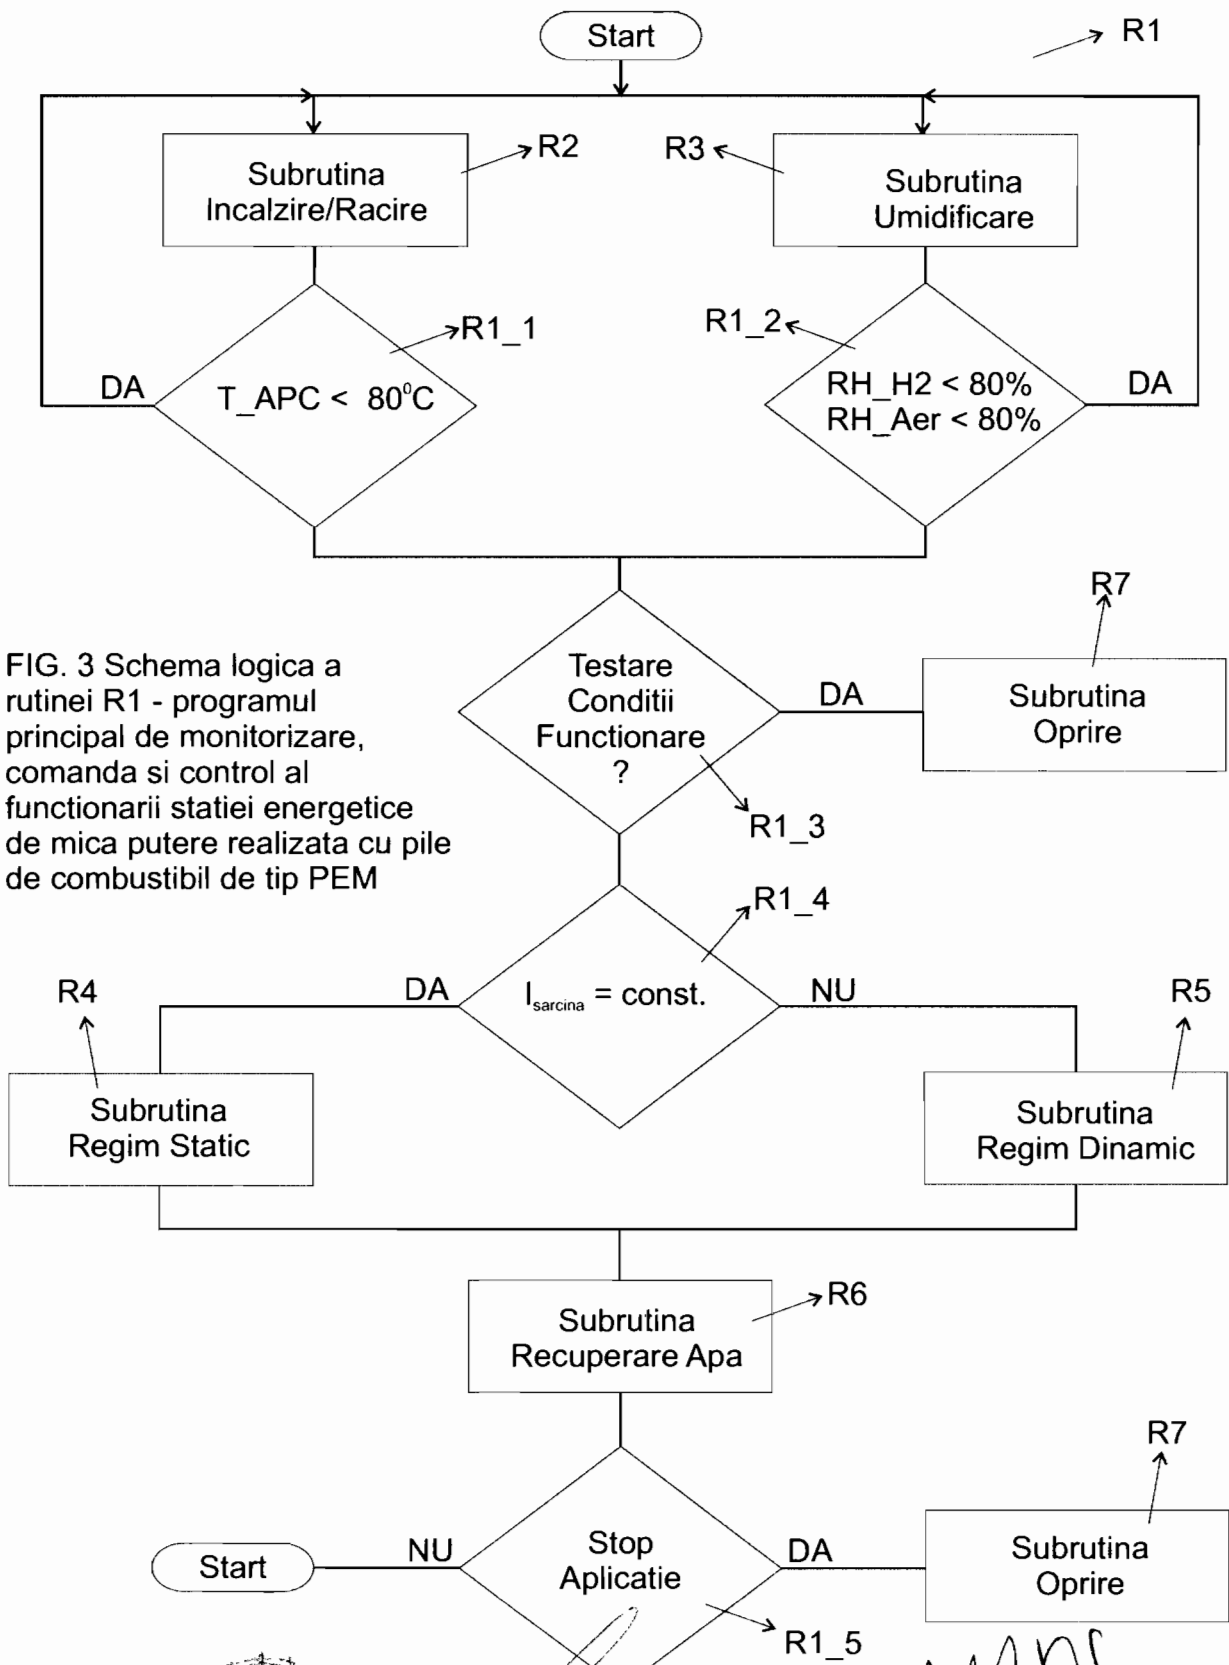 Start
R1
Subrutina
Incalzire/Racire
R2
R3
Subrutina
Umidificare
R1_1
R1_2
DA
T_APC < 80⁰C
RH_H2 < 80%
RH_Aer < 80%
DA
R7
FIG. 3 Schema logica a
rutinei R1 - programul
principal de monitorizare,
comanda si control al
functionarii statiei energetice
de mica putere realizata cu pile
de combustibil de tip PEM
Testare
Conditii
Functionare
?
DA
Subrutina
Oprire
R1_3
R1_4
R4
DA
I sarcina = const.
NU
R5
Subrutina
Regim Static
Subrutina
Regim Dinamic
Subrutina
Recuperare Apa
R6
R7
Start
NU
Stop
Aplicatie
DA
Subrutina
Oprire
R1_5